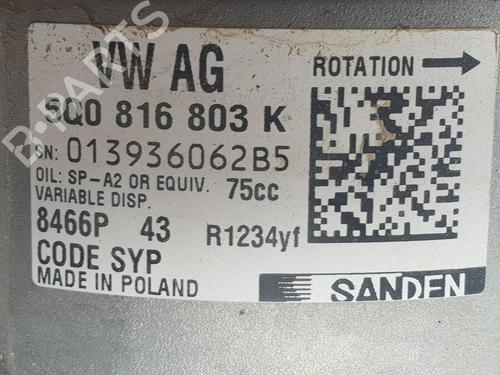 VW AG
ROTATION
5Q0 816 803 K
SN: 013936062B5
OIL: SP-A2 OR EQUIV. 75cc
VARIABLE DISP.
8466P 43 R1234yf
CODE SYP
MADE IN POLAND
SANDEN